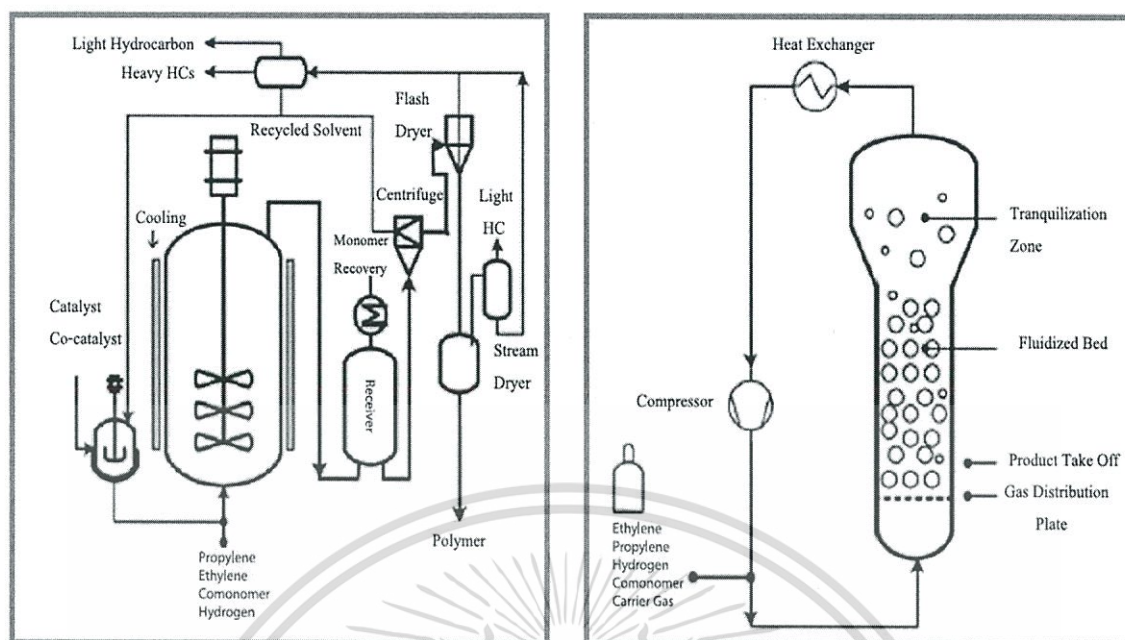 Light Hydrocarbon
Heavy HCs
Recycled Solvent
Flash
Dryer
Centrifuge
Light
HC
Cooling
Monomer
Recovery
Catalyst
Co-catalyst
Receiver
Stream
Dryer
Polymer
Propylene
Ethylene
Comonomer
Hydrogen
Heat Exchanger
Tranquilization
Zone
Fluidized Bed
Compressor
Product Take Off
Gas Distribution
Plate
Ethylene
Propylene
Hydrogen
Comonomer
Carrier Gas